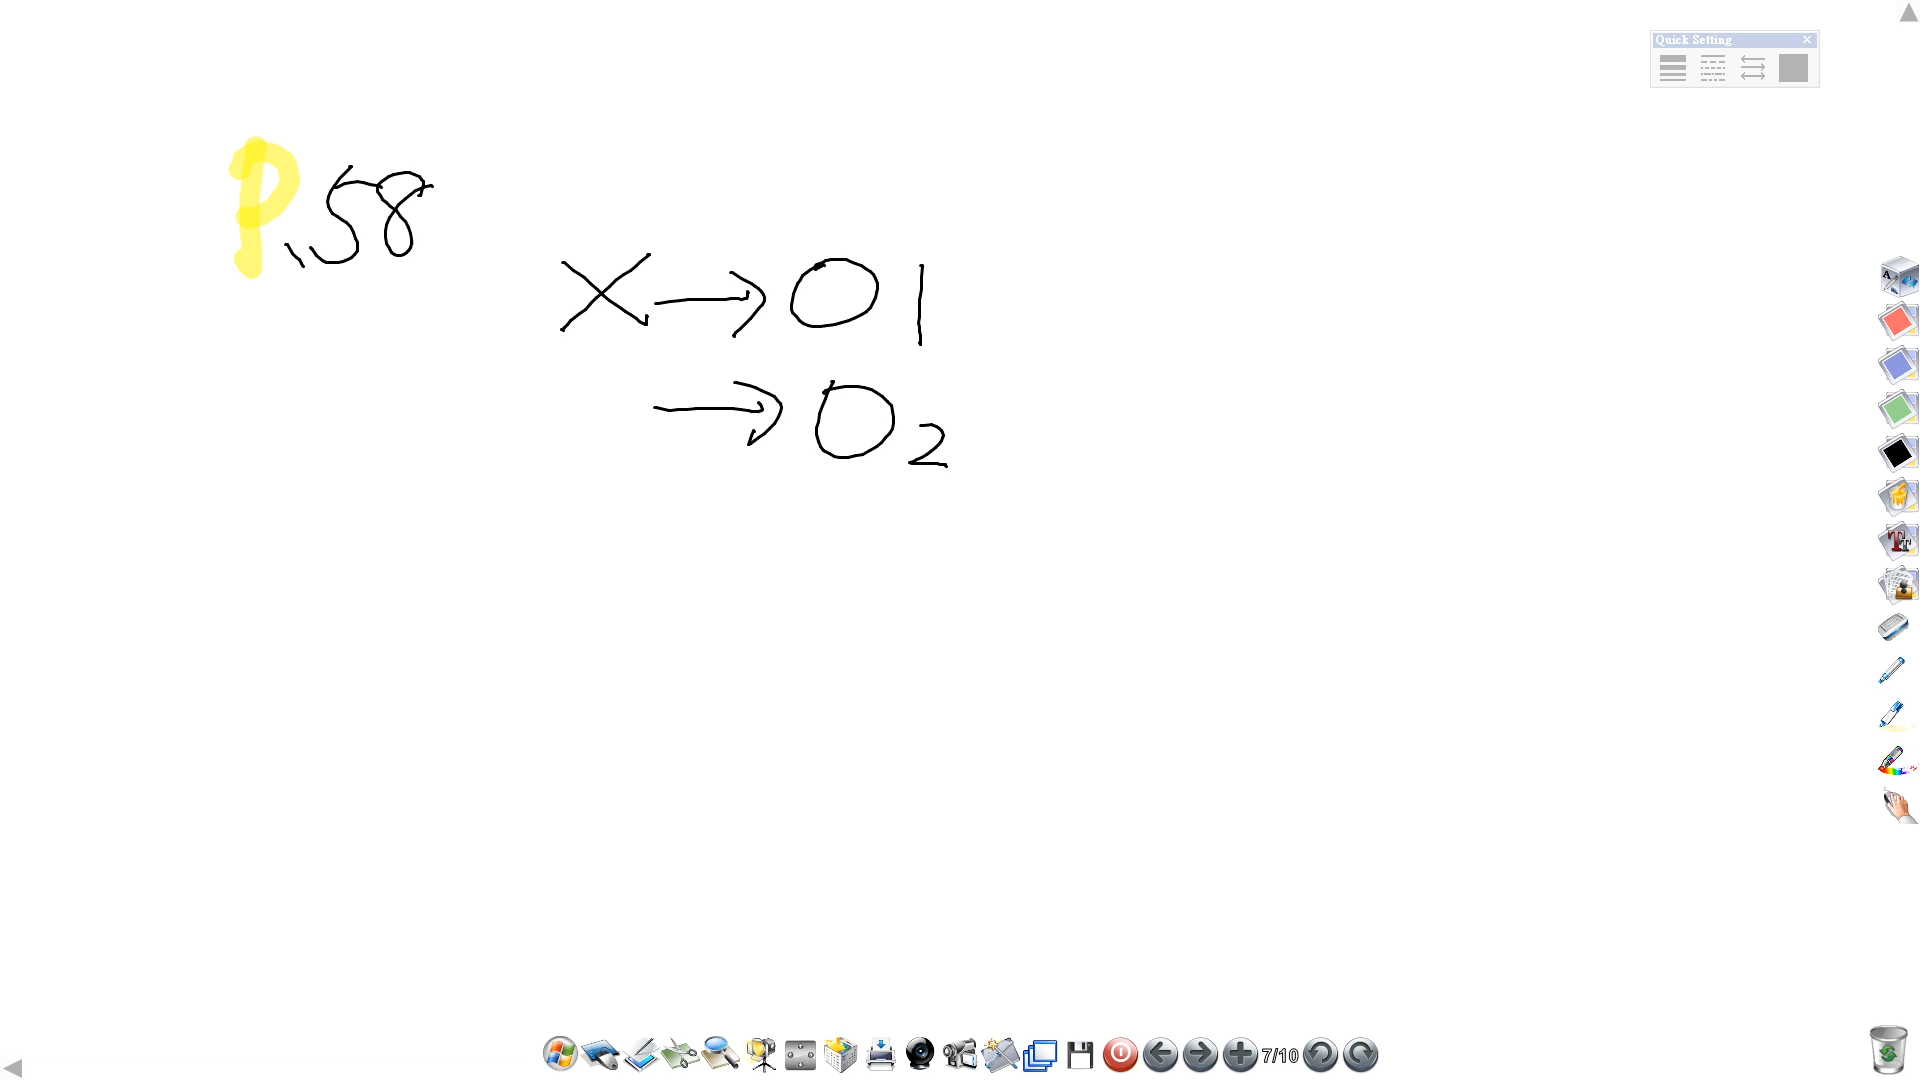 Quick Setting
P.58
X → O 1
→ O 2
7/10